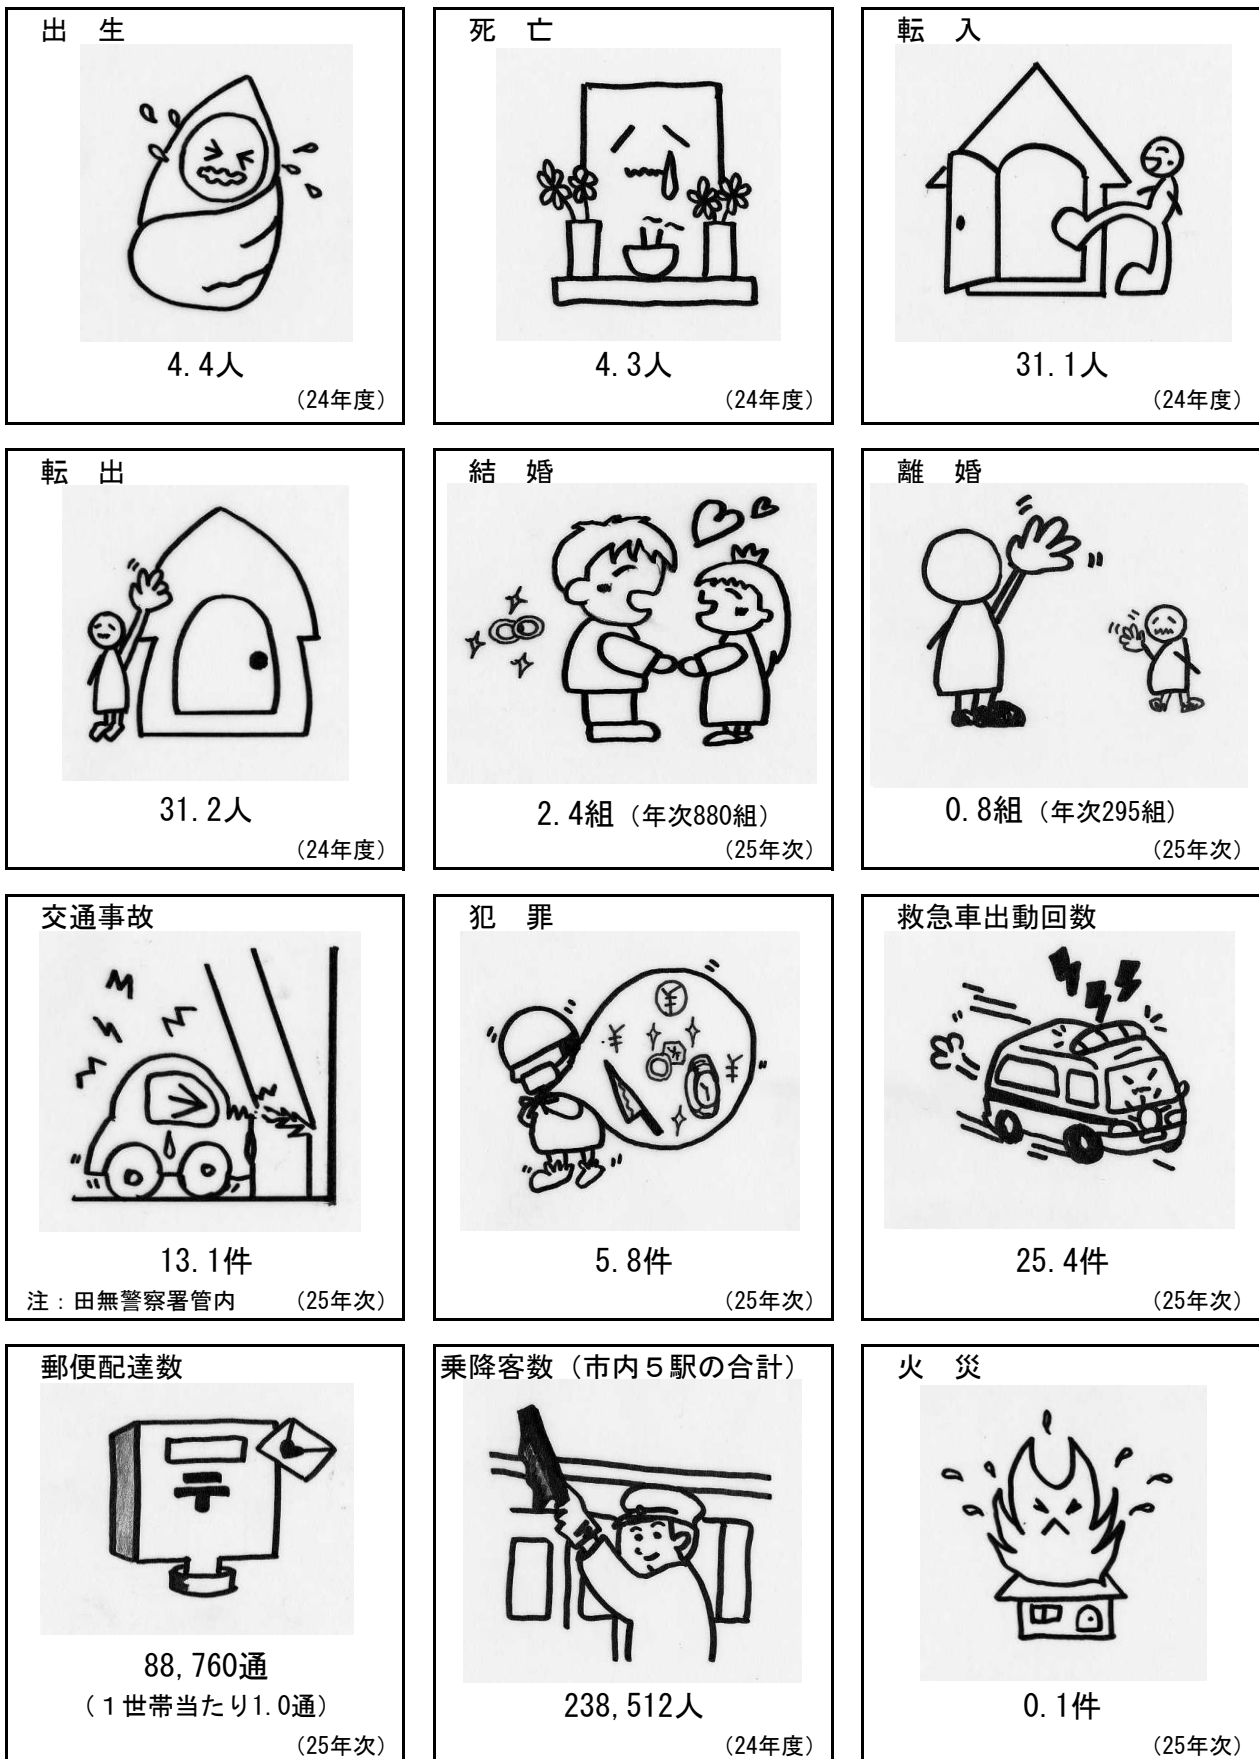 出　生
4.4人
（24年度）
死　亡
4.3人
（24年度）
転　入
31.1人
（24年度）
転　出
31.2人
（24年度）
結　婚
2.4組（年次880組）
（25年次）
離　婚
0.8組（年次295組）
（25年次）
交通事故
13.1件
注：田無警察署管内　（25年次）
犯　罪
¥
¥
¥
5.8件
（25年次）
救急車出動回数
25.4件
（25年次）
郵便配達数
〒
88,760通
（１世帯当たり1.0通）
（25年次）
乗降客数（市内５駅の合計）
238,512人
（24年度）
火　災
0.1件
（25年次）